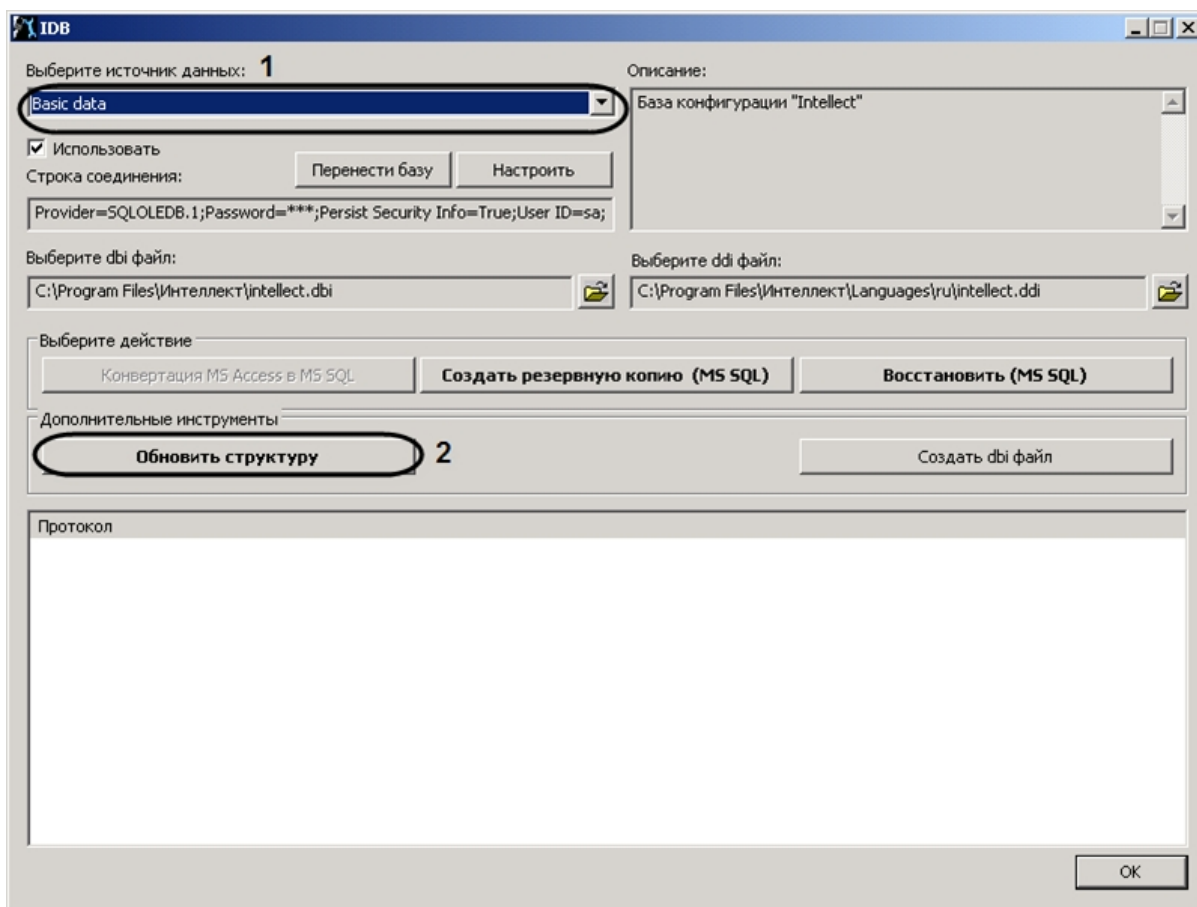 IDB
Выберите источник данных: 1
Описание:
Basic data
База конфигурации "Intellect"
Использовать
Строка соединения:
Перенести базу
Настроить
Provider=SQLOLEDB.1;Password=***;Persist Security Info=True;User ID=sa;
Выберите dbi файл:
Выберите ddi файл:
C:\Program Files\Интеллект\intellect.dbi
C:\Program Files\Интеллект\Languages\ru\intellect.ddi
Выберите действие
Конвертация MS Access в MS SQL
Создать резервную копию (MS SQL)
Восстановить (MS SQL)
Дополнительные инструменты
Обновить структуру 2
Создать dbi файл
Протокол
OK